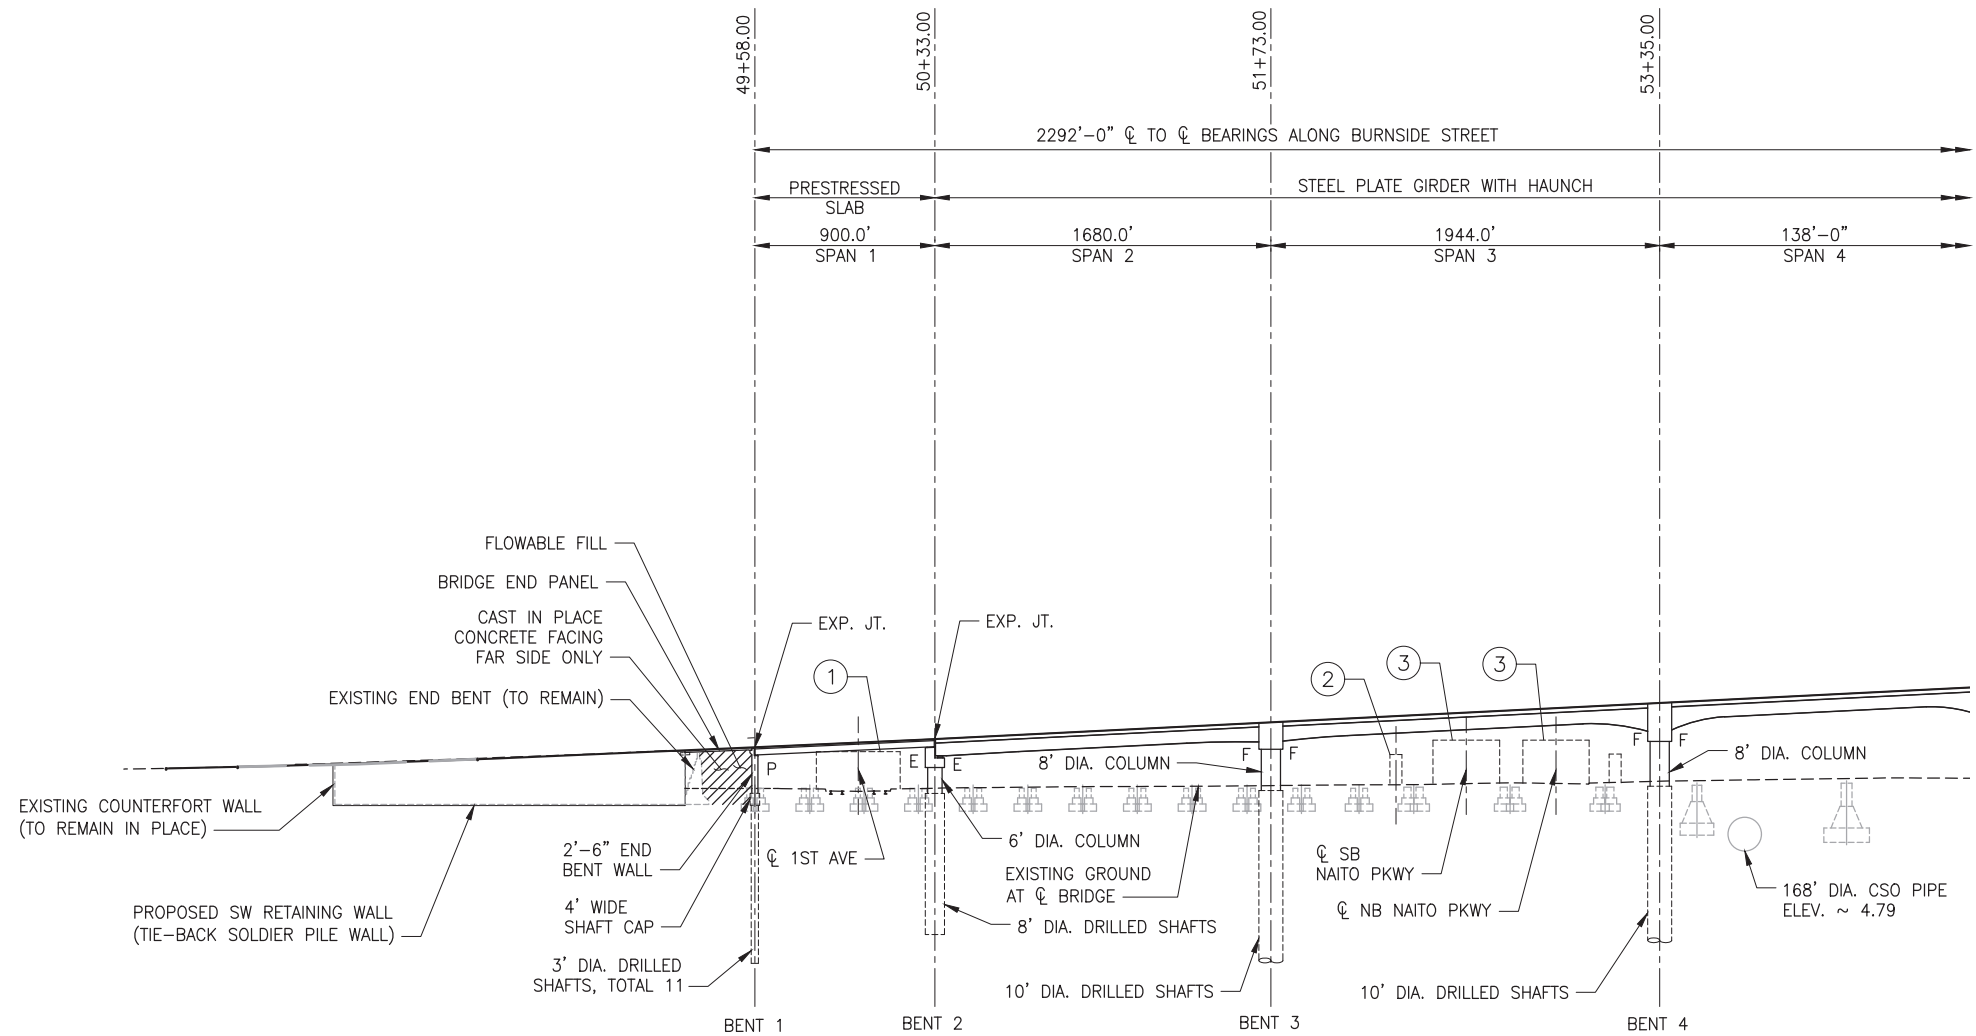 49+58.00
50+33.00
51+73.00
53+35.00
2292'-0" ℄ TO ℄ BEARINGS ALONG BURNSIDE STREET
PRESTRESSED
SLAB
STEEL PLATE GIRDER WITH HAUNCH
900.0'
SPAN 1
1680.0'
SPAN 2
1944.0'
SPAN 3
138'-0"
SPAN 4
FLOWABLE FILL
BRIDGE END PANEL
CAST IN PLACE
CONCRETE FACING
FAR SIDE ONLY
EXISTING END BENT (TO REMAIN)
EXP. JT.
EXP. JT.
1
2
3
3
P
E
E
F
F
F
F
8' DIA. COLUMN
8' DIA. COLUMN
EXISTING COUNTERFORT WALL
(TO REMAIN IN PLACE)
PROPOSED SW RETAINING WALL
(TIE-BACK SOLDIER PILE WALL)
2'-6" END
BENT WALL
4' WIDE
SHAFT CAP
3' DIA. DRILLED
SHAFTS, TOTAL 11
℄ 1ST AVE
6' DIA. COLUMN
EXISTING GROUND
AT ℄ BRIDGE
8' DIA. DRILLED SHAFTS
10' DIA. DRILLED SHAFTS
℄ SB
NAITO PKWY
℄ NB NAITO PKWY
10' DIA. DRILLED SHAFTS
168' DIA. CSO PIPE
ELEV. ~ 4.79
BENT 1
BENT 2
BENT 3
BENT 4